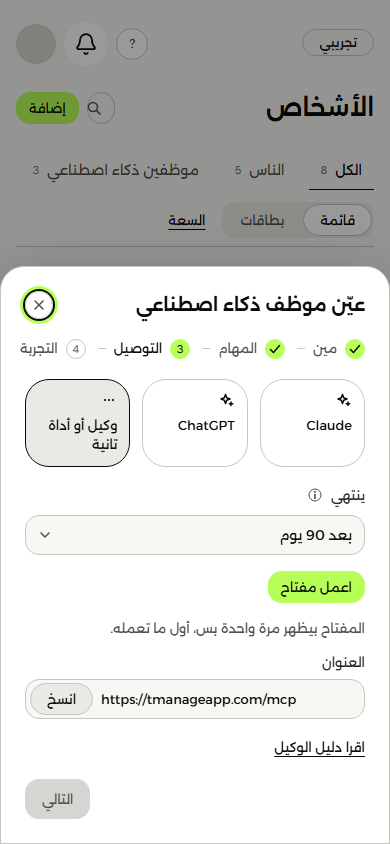 تجريبي
?
الأشخاص
إضافة
الكل 8
الناس 5
موظفين ذكاء اصطناعي 3
قائمة
بطاقات
السعة
عيّن موظف ذكاء اصطناعي
مين
المهام
3 التوصيل
4 التجربة
Claude
ChatGPT
وكيل أو أداة
تانية
ينتهي
بعد 90 يوم
اعمل مفتاح
المفتاح بيظهر مرة واحدة بس، أول ما تعمله.
العنوان
https://tmanageapp.com/mcp
انسخ
اقرا دليل الوكيل
التالي